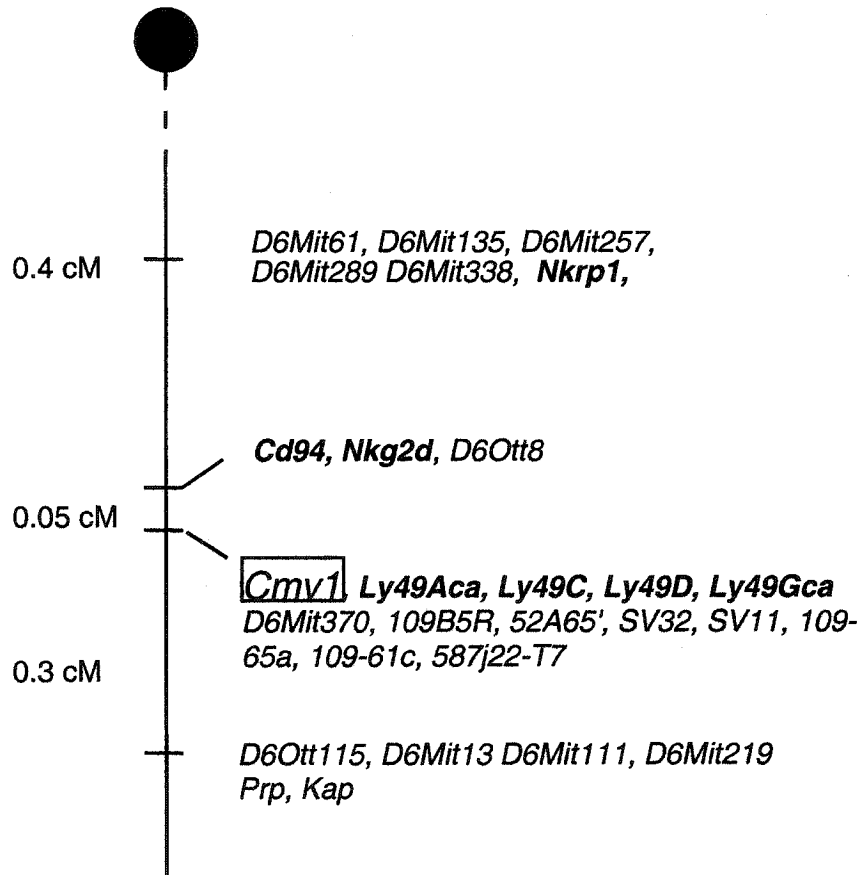 D6Mit61, D6Mit135, D6Mit257,
0.4 cM
D6Mit289 D6Mit338, Nkrp1,
Cd94, Nkg2d, D6Ott8
0.05 cM
Cmv1, Ly49Aca, Ly49C, Ly49D, Ly49Gca
D6Mit370, 109B5R, 52A65', SV32, SV11, 109-
65a, 109-61c, 587j22-T7
0.3 cM
D6Ott115, D6Mit13 D6Mit111, D6Mit219
Prp, Kap